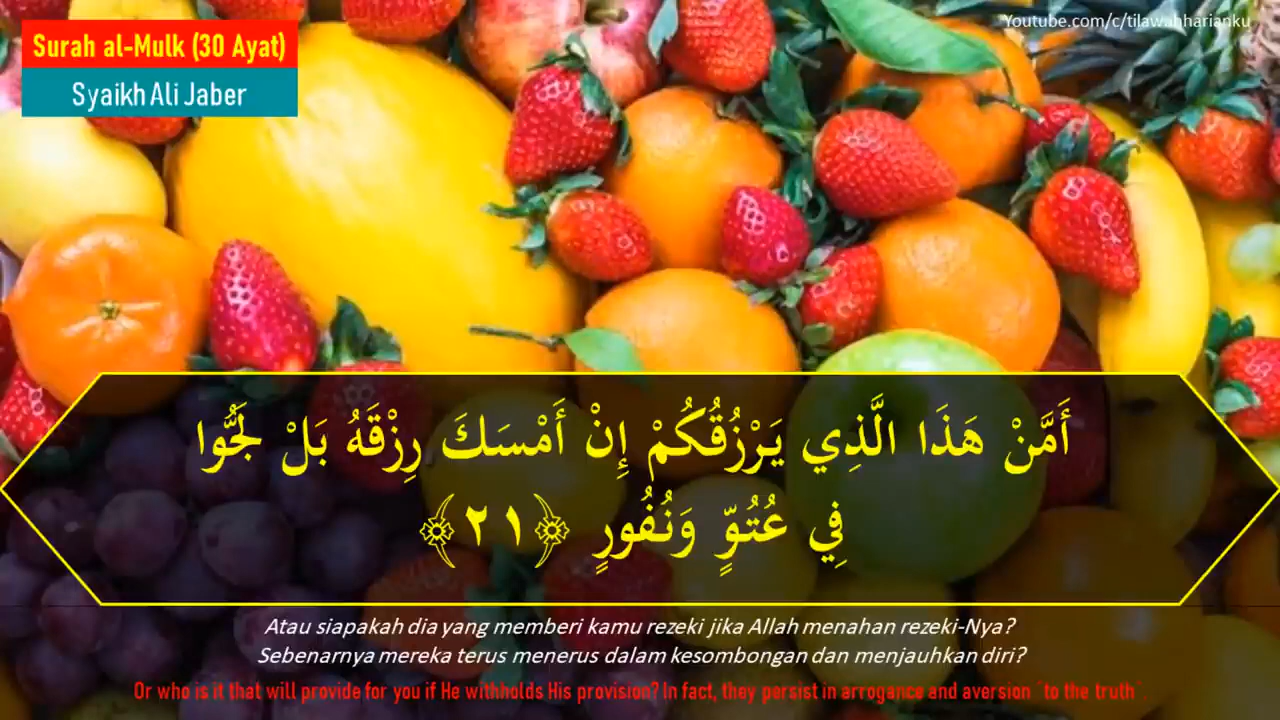 Surah al-Mulk (30 Ayat)
Syaikh Ali Jaber
Youtube.com/c/tilawahharianku
أَمَّنْ هَذَا الَّذِي يَرْزُقُكُمْ إِنْ أَمْسَكَ رِزْقَهُ بَلْ لَجُّوا
فِي عُتُوٍّ وَنُفُورٍ ﴿٢١﴾
Atau siapakah dia yang memberi kamu rezeki jika Allah menahan rezeki-Nya?
Sebenarnya mereka terus menerus dalam kesombongan dan menjauhkan diri?
Or who is it that will provide for you if He withholds His provision? In fact, they persist in arrogance and aversion ˹to the truth˺.